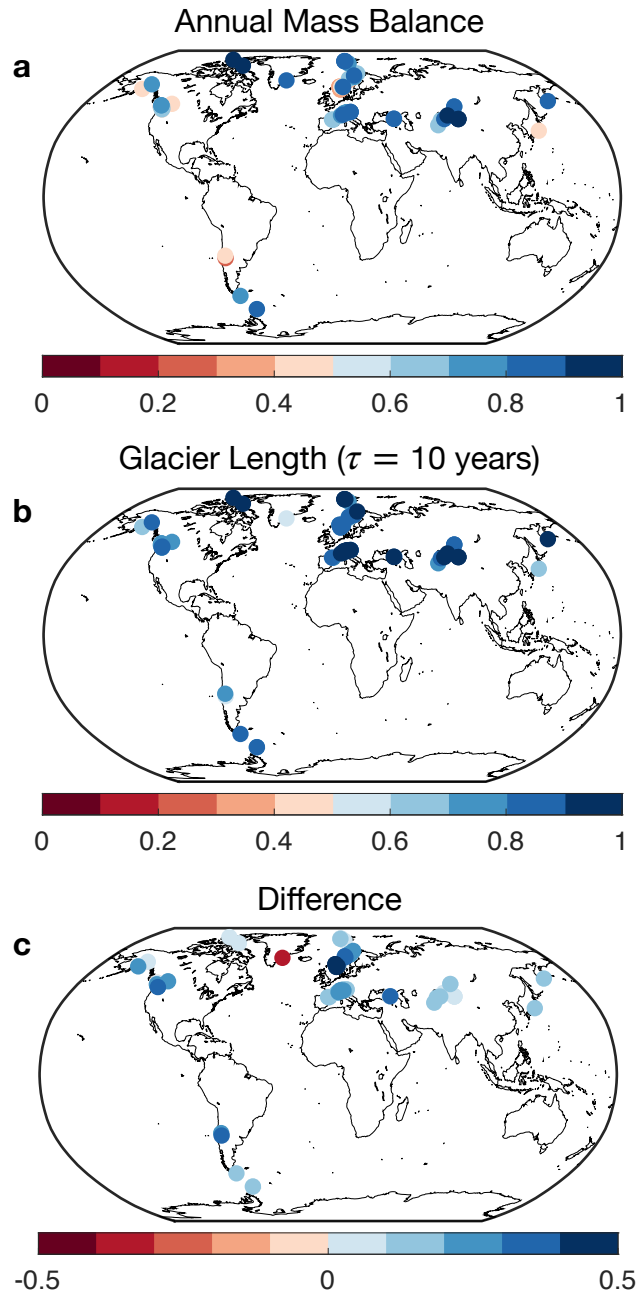 Annual Mass Balance
a
0 0.2 0.4 0.6 0.8 1
Glacier Length (τ = 10 years)
b
0 0.2 0.4 0.6 0.8 1
Difference
c
-0.5 0 0.5